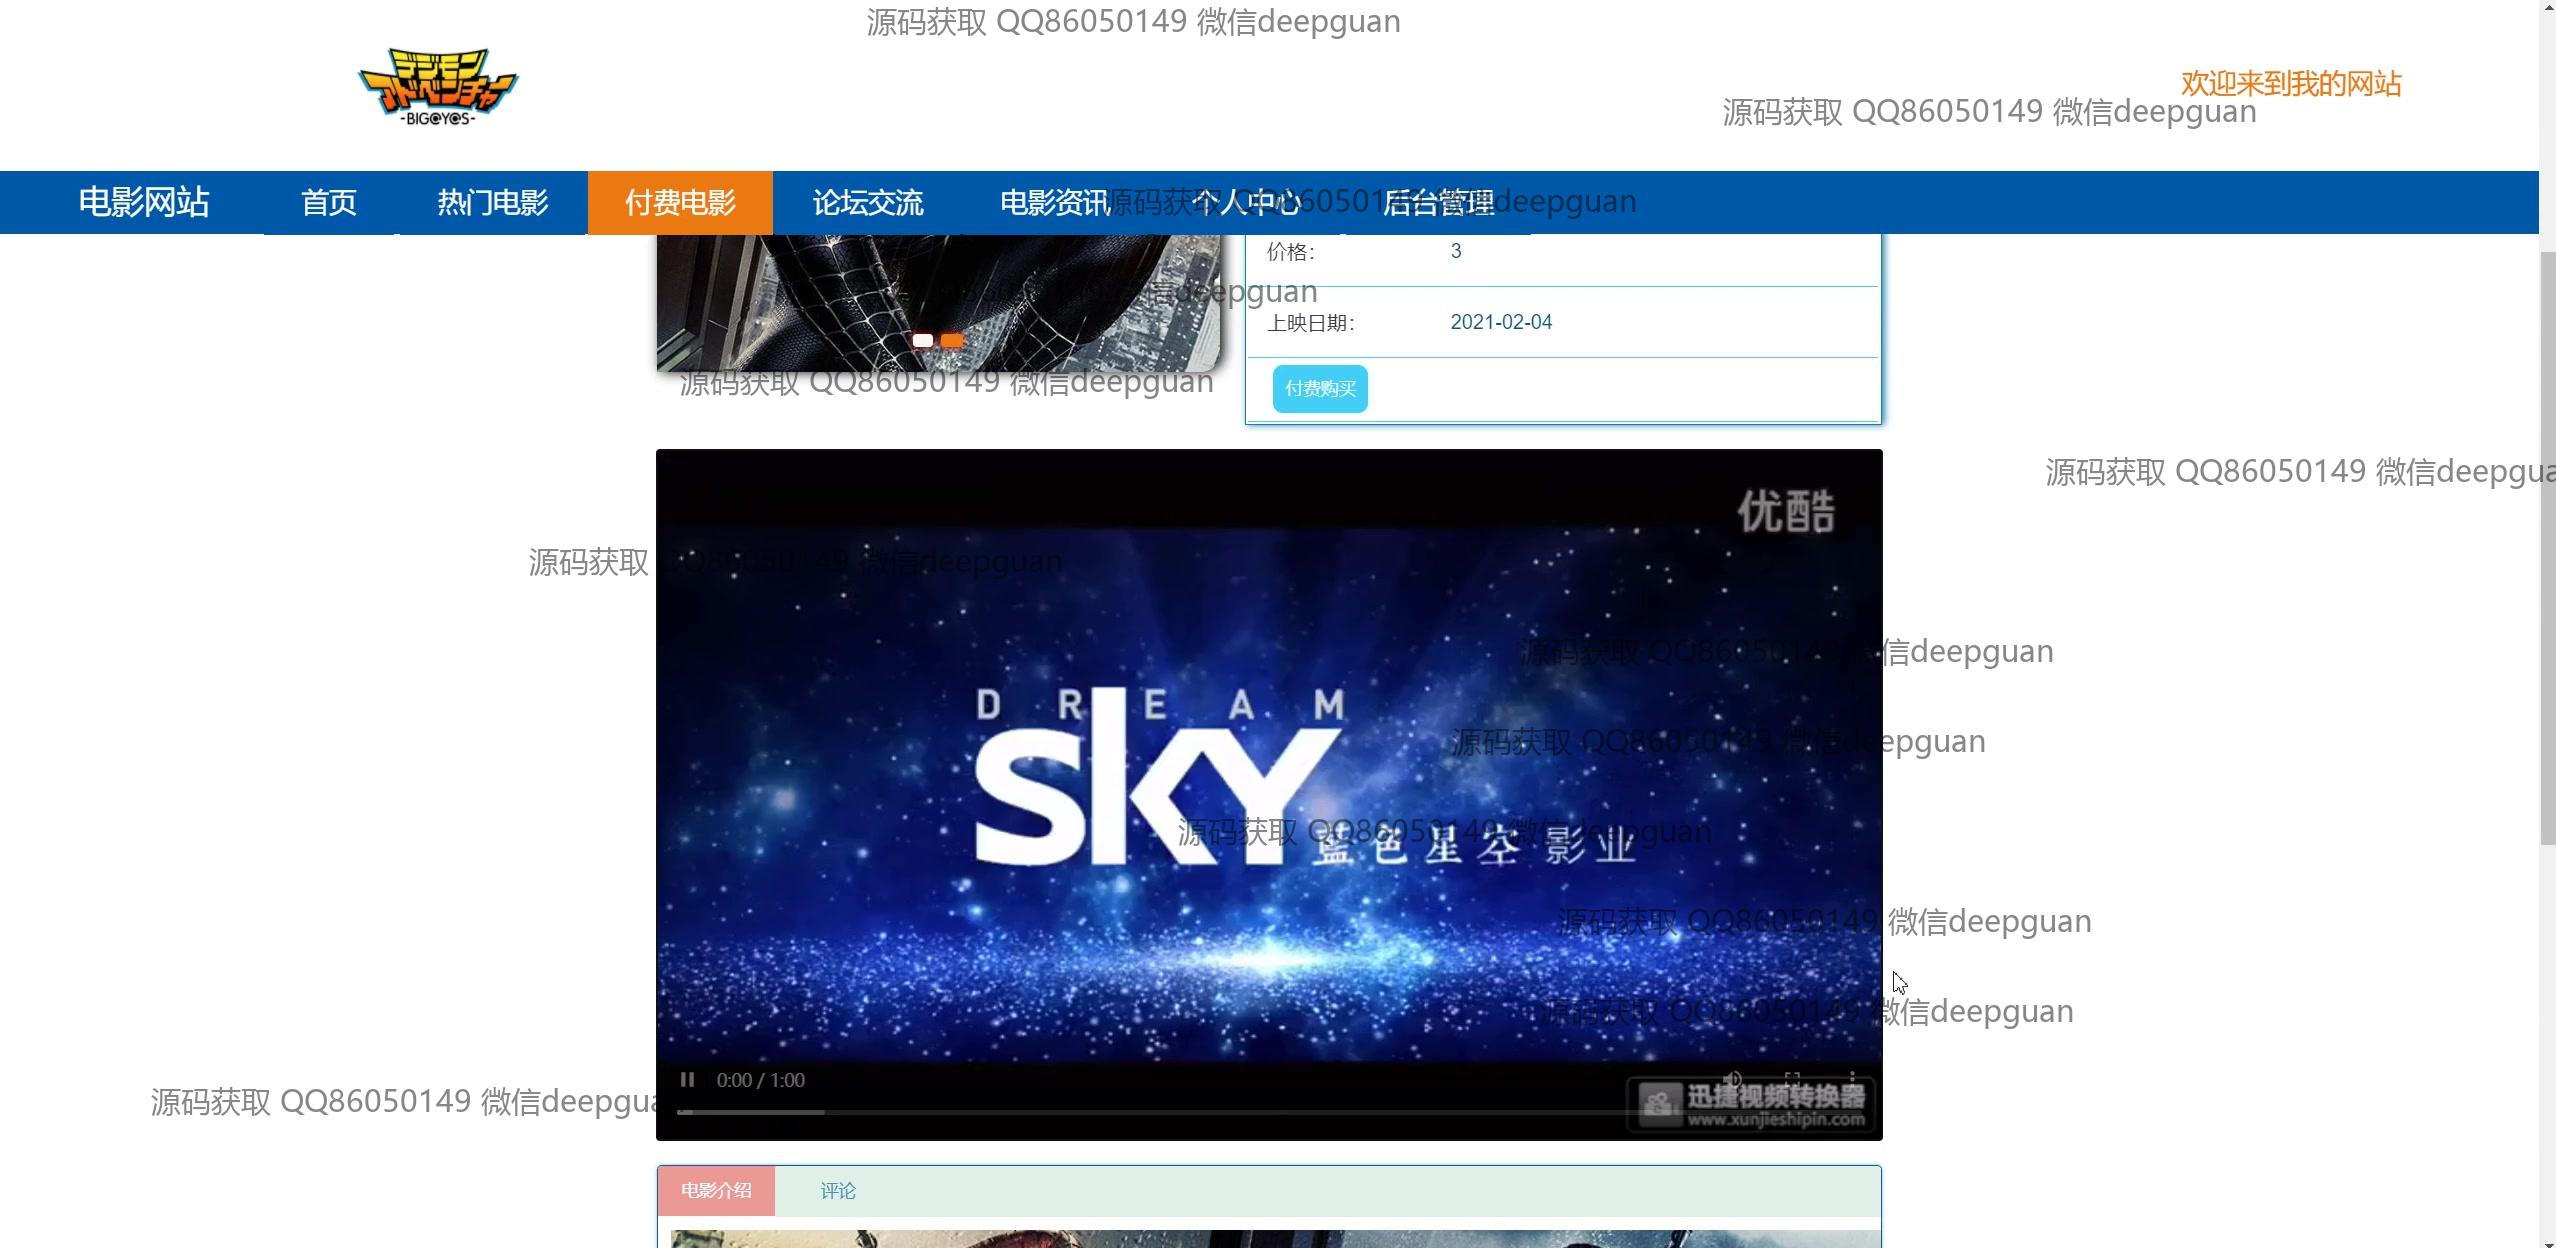 源码获取 QQ86050149 微信deepguan
デジモン
アドベンチャー
-BIG@Y@S-
欢迎来到我的网站
源码获取 QQ86050149 微信deepguan
电影网站 首页 热门电影 付费电影 论坛交流 电影资讯 个人中心 后台管理
源码获取 QQ86050149 微信deepguan
价格： 3
微信deepguan
上映日期： 2021-02-04
源码获取 QQ86050149 微信deepguan
付费购买
源码获取 QQ86050149 微信deepgua
优酷
源码获取 QQ86050149 微信deepguan
源码获取 QQ86050149 微信deepguan
DREAM
SKY
源码获取 QQ86050149 微信deepguan
源码获取 QQ86050149 微信deepguan
蓝色星空影业
源码获取 QQ86050149 微信deepguan
源码获取 QQ86050149 微信deepguan
0:00 / 1:00
源码获取 QQ86050149 微信deepgua
迅捷视频转换器
www.xunjieshipin.com
电影介绍 评论